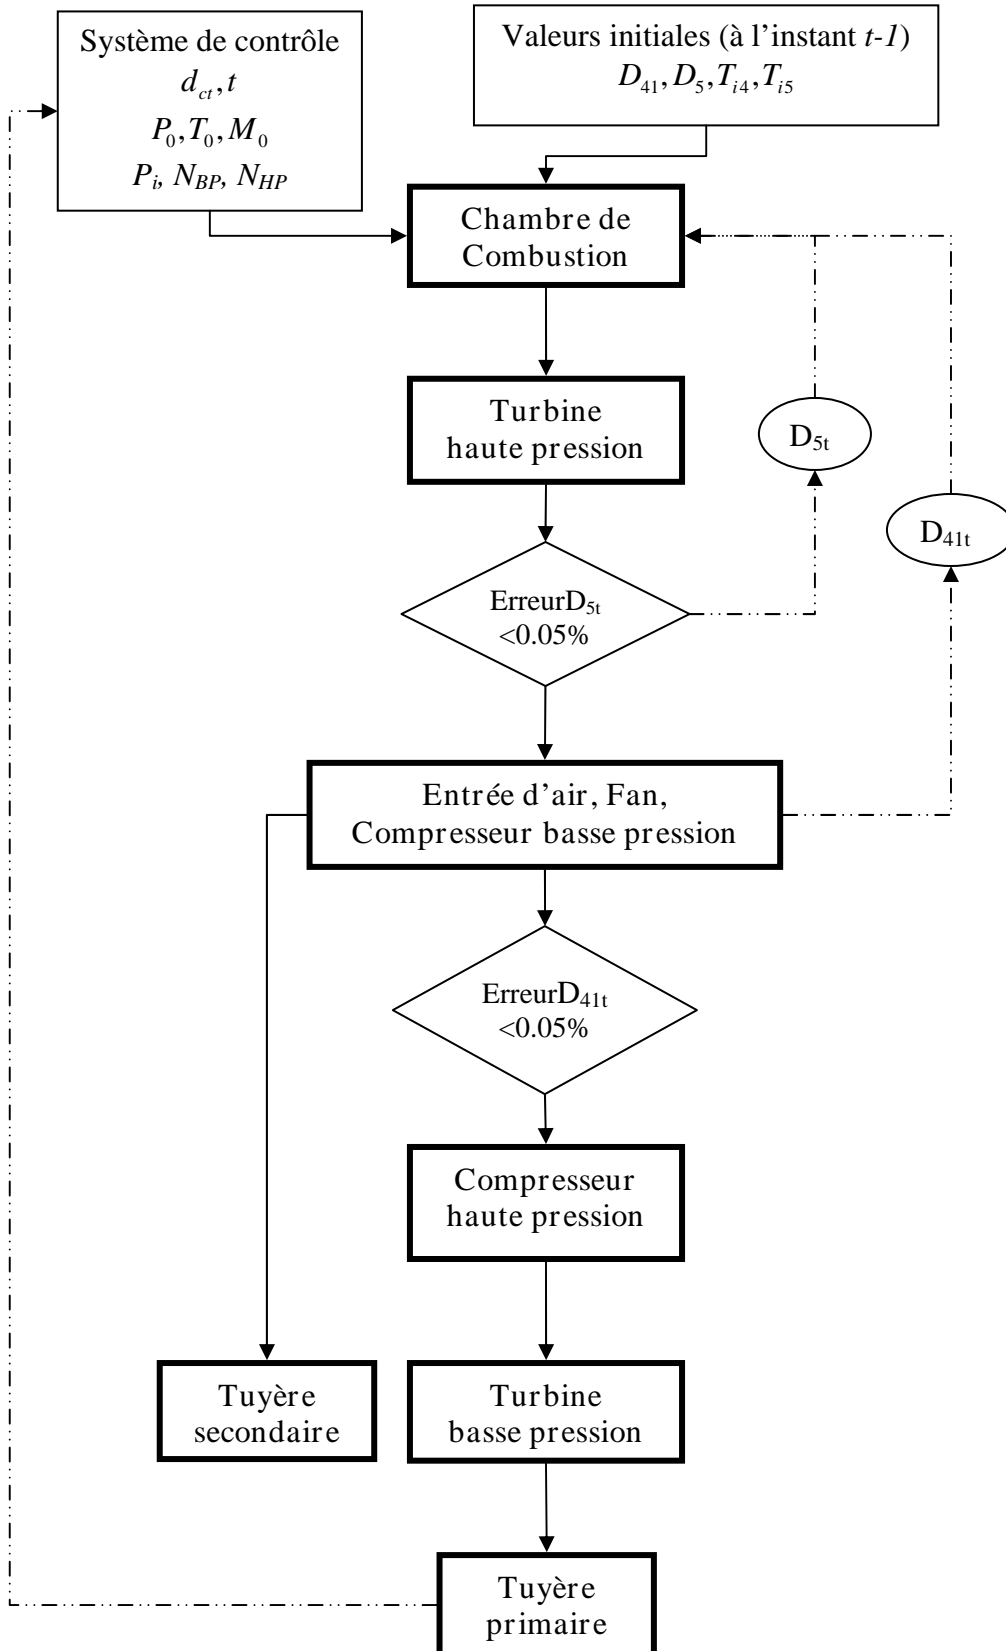 Système de contrôle
d_ct, t
P_0, T_0, M_0
P_i, N_BP, N_HP
Valeurs initiales (à l'instant t-1)
D_41, D_5, T_i4, T_i5
Chambre de
Combustion
Turbine
haute pression
D_5t
D_41t
ErreurD_5t
<0.05%
Entrée d'air, Fan,
Compresseur basse pression
ErreurD_41t
<0.05%
Compresseur
haute pression
Tuyère
secondaire
Turbine
basse pression
Tuyère
primaire